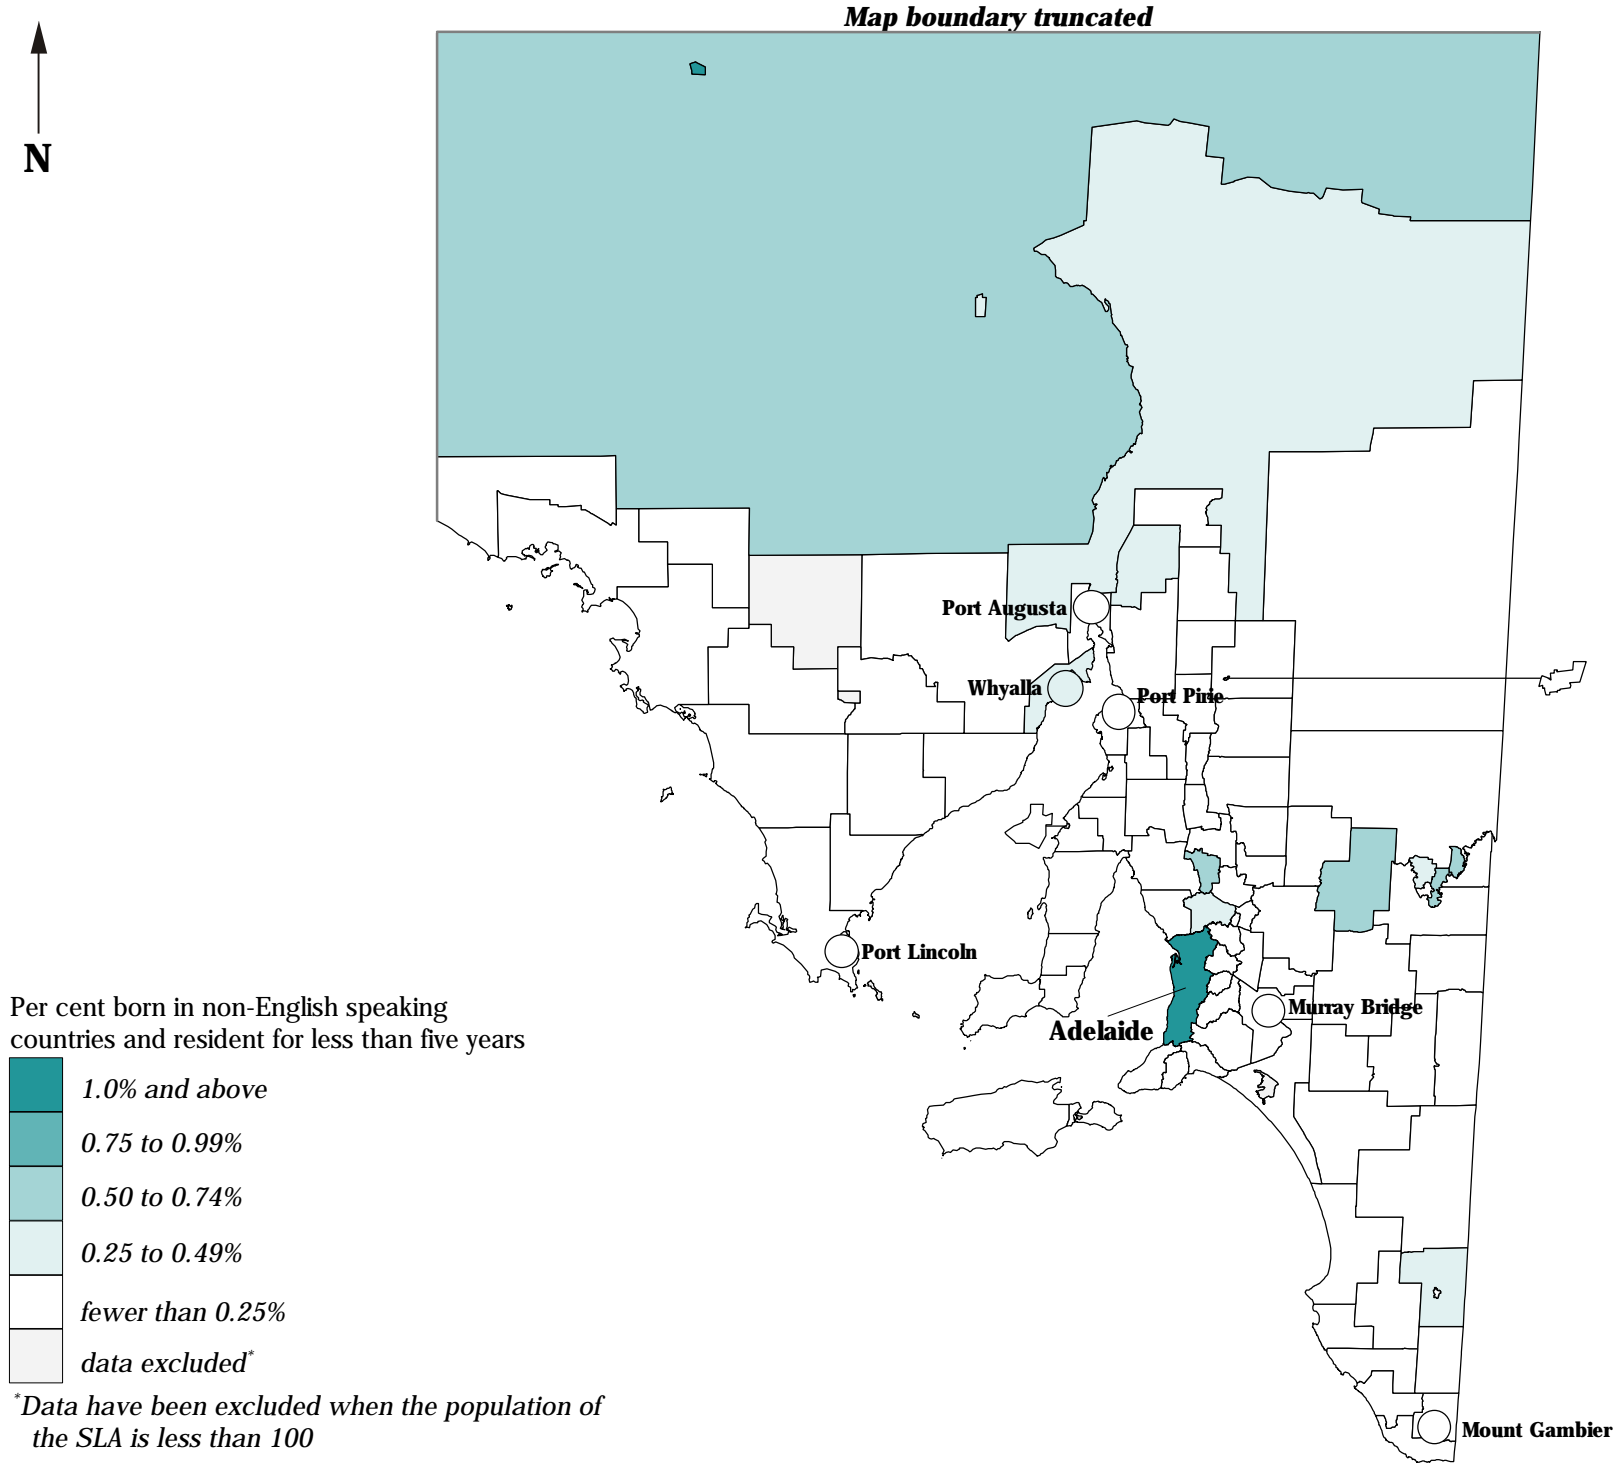 Map boundary truncated
N
Port Augusta
Whyalla
Port Pirie
Port Lincoln
Murray Bridge
Adelaide
Mount Gambier
Per cent born in non-English speaking
countries and resident for less than five years
1.0% and above
0.75 to 0.99%
0.50 to 0.74%
0.25 to 0.49%
fewer than 0.25%
data excluded*
*Data have been excluded when the population of
the SLA is less than 100